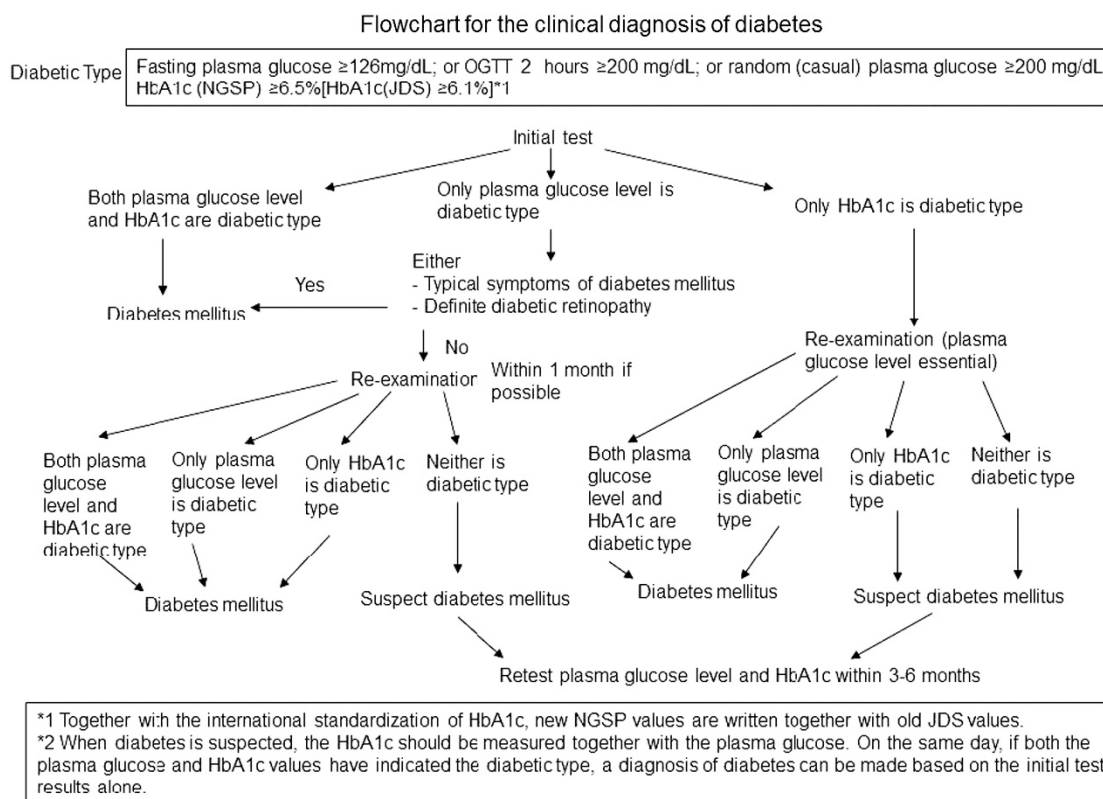 Flowchart for the clinical diagnosis of diabetes
Diabetic Type
Fasting plasma glucose ≥126mg/dL; or OGTT 2 hours ≥200 mg/dL; or random (casual) plasma glucose ≥200 mg/dL
HbA1c (NGSP) ≥6.5%[HbA1c(JDS) ≥6.1%]*1
Initial test
Both plasma glucose level
and HbA1c are diabetic type
Only plasma glucose level is
diabetic type
Only HbA1c is diabetic type
Either
- Typical symptoms of diabetes mellitus
- Definite diabetic retinopathy
Yes
Diabetes mellitus
No
Re-examination
Within 1 month if
possible
Re-examination (plasma
glucose level essential)
Both plasma
glucose
level and
HbA1c are
diabetic type
Only plasma
glucose level
is diabetic
type
Only HbA1c
is diabetic
type
Neither is
diabetic type
Both plasma
glucose
level and
HbA1c are
diabetic type
Only plasma
glucose level
is diabetic
type
Only HbA1c
is diabetic
type
Neither is
diabetic type
Diabetes mellitus
Suspect diabetes mellitus
Diabetes mellitus
Suspect diabetes mellitus
Retest plasma glucose level and HbA1c within 3-6 months
*1 Together with the international standardization of HbA1c, new NGSP values are written together with old JDS values.
*2 When diabetes is suspected, the HbA1c should be measured together with the plasma glucose. On the same day, if both the
plasma glucose and HbA1c values have indicated the diabetic type, a diagnosis of diabetes can be made based on the initial test
results alone.